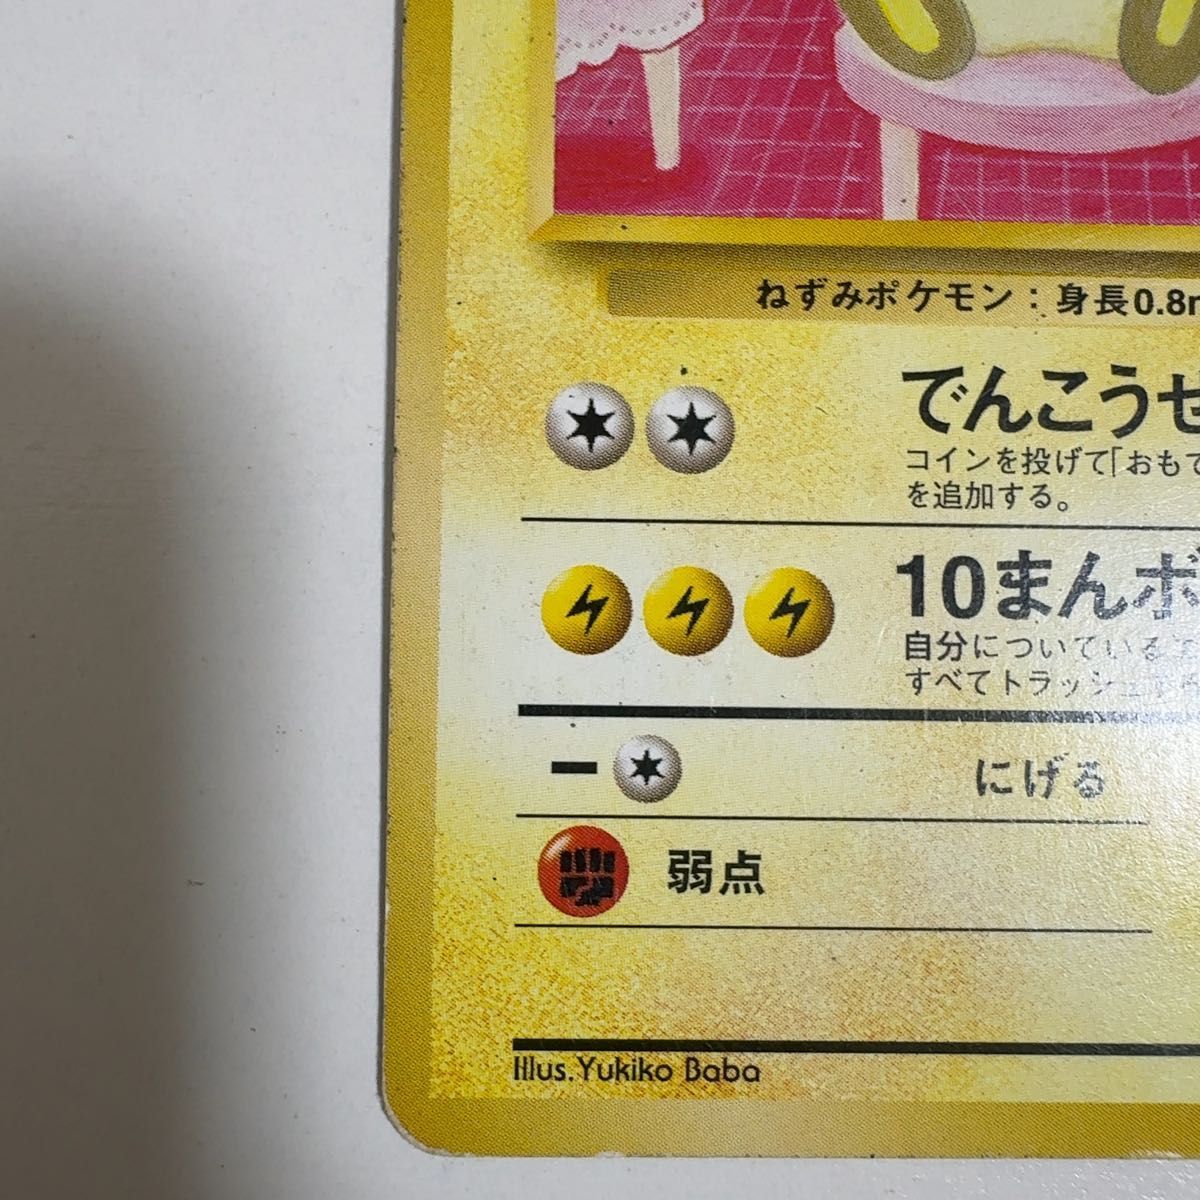 ねずみポケモン：身長0.8m
でんこうせ
コインを投げて「おもて
を追加する。
10まんボ
自分についている
すべてトラッシュ
にげる
弱点
Illus.Yukiko Baba